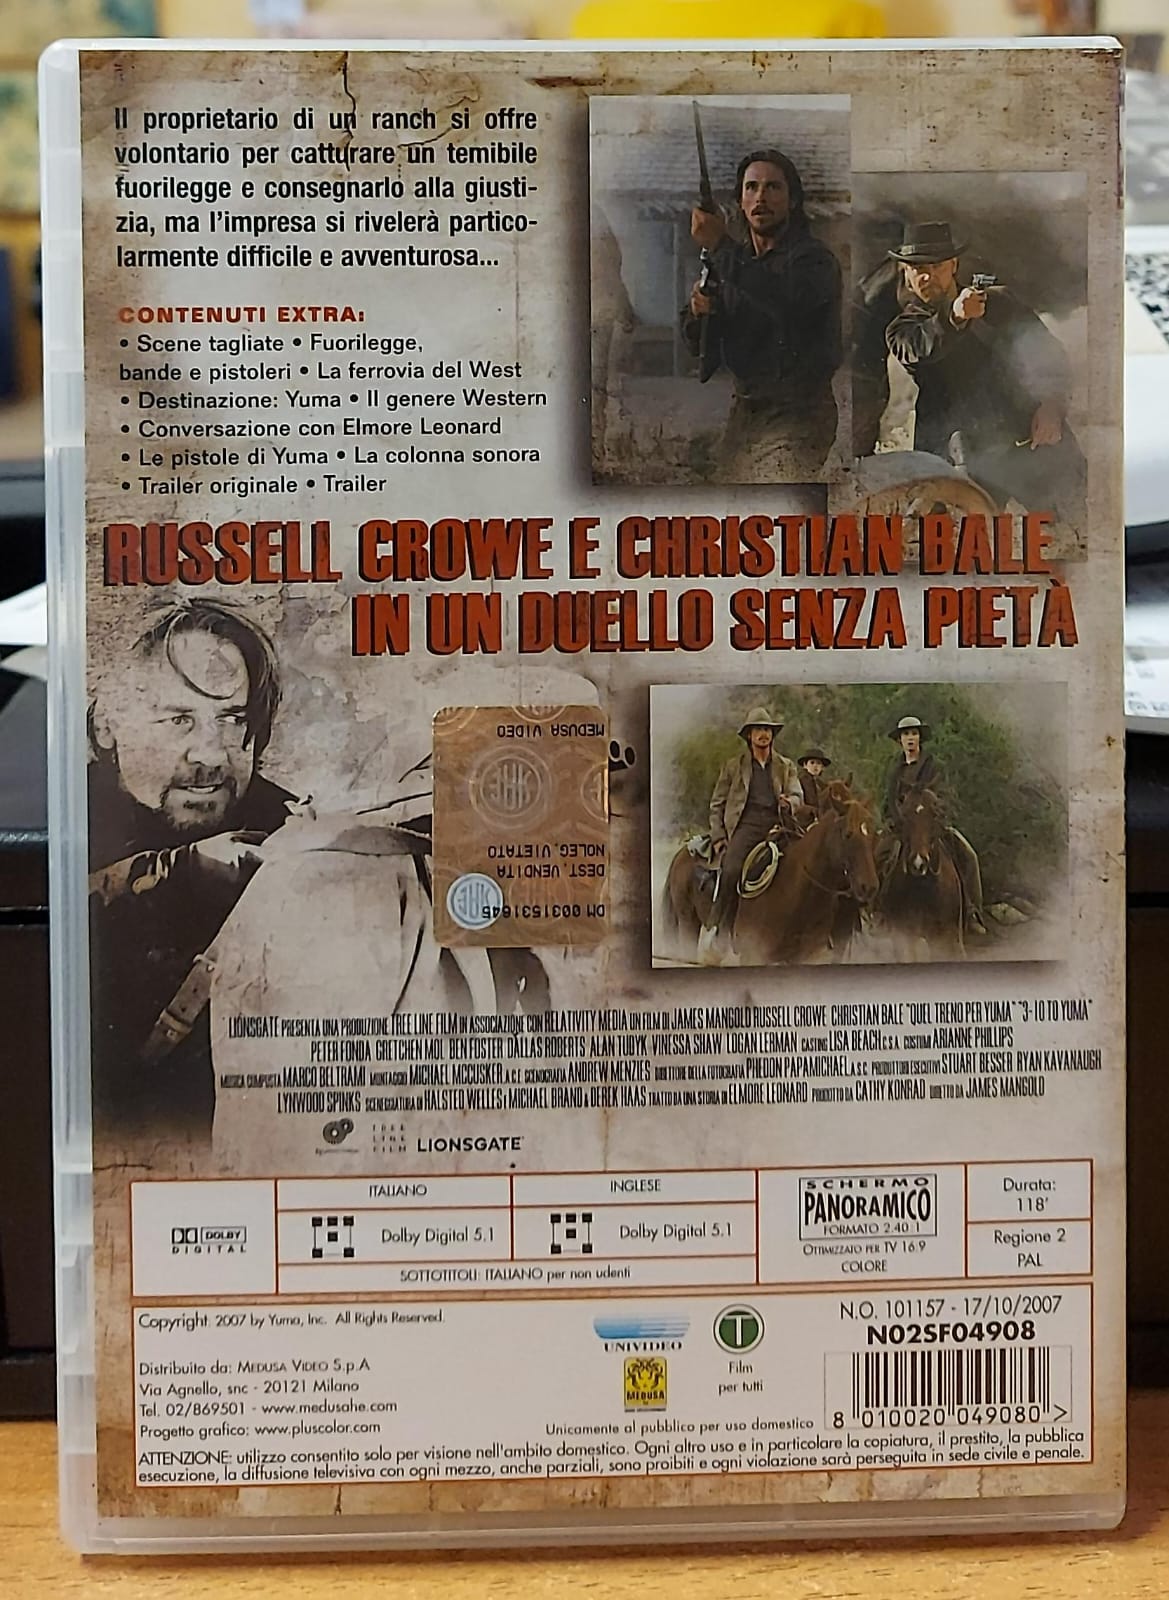 Il proprietario di un ranch si offre
volontario per catturare un temibile
fuorilegge e consegnarlo alla giusti-
zia, ma l'impresa si rivelerà partico-
larmente difficile e avventurosa...
CONTENUTI EXTRA:
• Scene tagliate • Fuorilegge,
bande e pistoleri • La ferrovia del West
• Destinazione: Yuma • Il genere Western
• Conversazione con Elmore Leonard
• Le pistole di Yuma • La colonna sonora
• Trailer originale • Trailer
RUSSELL CROWE E CHRISTIAN BALE
IN UN DUELLO SENZA PIETÀ
MEDUSA VIDEO
NOLEG. VIETATO
DEST. VENDITA
DM 0031531645
LIONSGATE PRESENTA UNA PRODUZIONE TREE LINE FILM IN ASSOCIAZIONE CON RELATIVITY MEDIA UN FILM DI JAMES MANGOLD RUSSELL CROWE CHRISTIAN BALE "QUEL TRENO PER YUMA" "3-10 TO YUMA"
PETER FONDA GRETCHEN MOL BEN FOSTER DALLAS ROBERTS ALAN TUDYK VINESSA SHAW LOGAN LERMAN CASTING LISA BEACH C.S.A. COSTUMI ARIANNE PHILLIPS
MUSICA COMPOSTA MARCO BELTRAMI MONTAGGIO MICHAEL MCCUSKER A.C.E. SCENOGRAFIA ANDREW MENZIES DIRETTORE DELLA FOTOGRAFIA PHEDON PAPAMICHAEL A.S.C. PRODUTTORI ESECUTIVI STUART BESSER RYAN KAVANAUGH
LYNWOOD SPINKS SCENEGGIATURA DI HALSTED WELLES E MICHAEL BRAND & DEREK HAAS TRATTO DA UNA STORIA DI ELMORE LEONARD PRODOTTO DA CATHY KONRAD DIRETTO DA JAMES MANGOLD
TREE
LINE
FILM LIONSGATE
DOLBY
DIGITAL
ITALIANO
Dolby Digital 5.1
INGLESE
Dolby Digital 5.1
SOTTOTITOLI: ITALIANO per non udenti
SCHERMO
PANORAMICO
FORMATO 2.40:1
OTTIMIZZATO PER TV 16:9
COLORE
Durata:
118'
Regione 2
PAL
Copyright 2007 by Yuma, Inc. All Rights Reserved.
Distribuito da: MEDUSA VIDEO S.p.A
Via Agnello, snc - 20121 Milano
Tel. 02/869501 - www.medusahe.com
Progetto grafico: www.pluscolor.com
UNIVIDEO
MEDUSA
T
Film
per tutti
Unicamente al pubblico per uso domestico
N.O. 101157 - 17/10/2007
N02SF04908
8 010020 049080 >
ATTENZIONE: utilizzo consentito solo per visione nell'ambito domestico. Ogni altro uso e in particolare la copiatura, il prestito, la pubblica
esecuzione, la diffusione televisiva con ogni mezzo, anche parziali, sono proibiti e ogni violazione sarà perseguita in sede civile e penale.